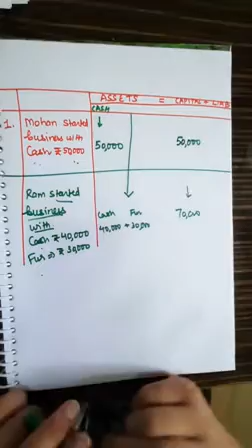 ASSETS = CAPITAL +
CASH
1. Mohan Started
business with
Cash ₹50,000
50,000 50,000
Ram started
business
with
Cash ₹40,000
Fur ⇒ ₹30,000
Cash Fur
40,000 + 30,000
70,000